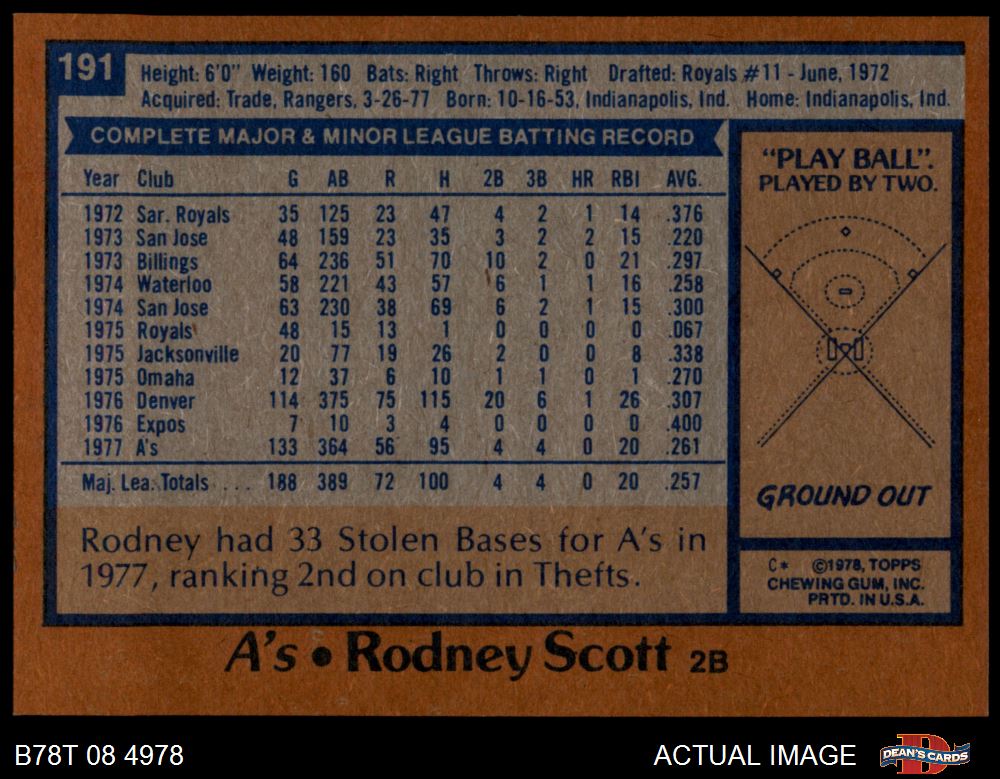 191
Height: 6'0" Weight: 160 Bats: Right Throws: Right Drafted: Royals #11 - June, 1972
Acquired: Trade, Rangers, 3-26-77 Born: 10-16-53, Indianapolis, Ind. Home: Indianapolis, Ind.
COMPLETE MAJOR & MINOR LEAGUE BATTING RECORD
Year Club G AB R H 2B 3B HR RBI AVG.
1972 Sar. Royals 35 125 23 47 4 2 1 14 .376
1973 San Jose 48 159 23 35 3 2 2 15 .220
1973 Billings 64 236 51 70 10 2 0 21 .297
1974 Waterloo 58 221 43 57 6 1 1 16 .258
1974 San Jose 63 230 38 69 6 2 1 15 .300
1975 Royals 48 15 13 1 0 0 0 0 .067
1975 Jacksonville 20 77 19 26 2 0 0 8 .338
1975 Omaha 12 37 6 10 1 1 0 1 .270
1976 Denver 114 375 75 115 20 6 1 26 .307
1976 Expos 7 10 3 4 0 0 0 0 .400
1977 A's 133 364 56 95 4 4 0 20 .261
Maj. Lea. Totals . . . 188 389 72 100 4 4 0 20 .257
Rodney had 33 Stolen Bases for A's in
1977, ranking 2nd on club in Thefts.
"PLAY BALL".
PLAYED BY TWO.
GROUND OUT
C* ©1978, TOPPS
CHEWING GUM, INC.
PRTD. IN U.S.A.
A's • Rodney Scott 2B
B78T 08 4978
ACTUAL IMAGE
DEAN'S CARDS